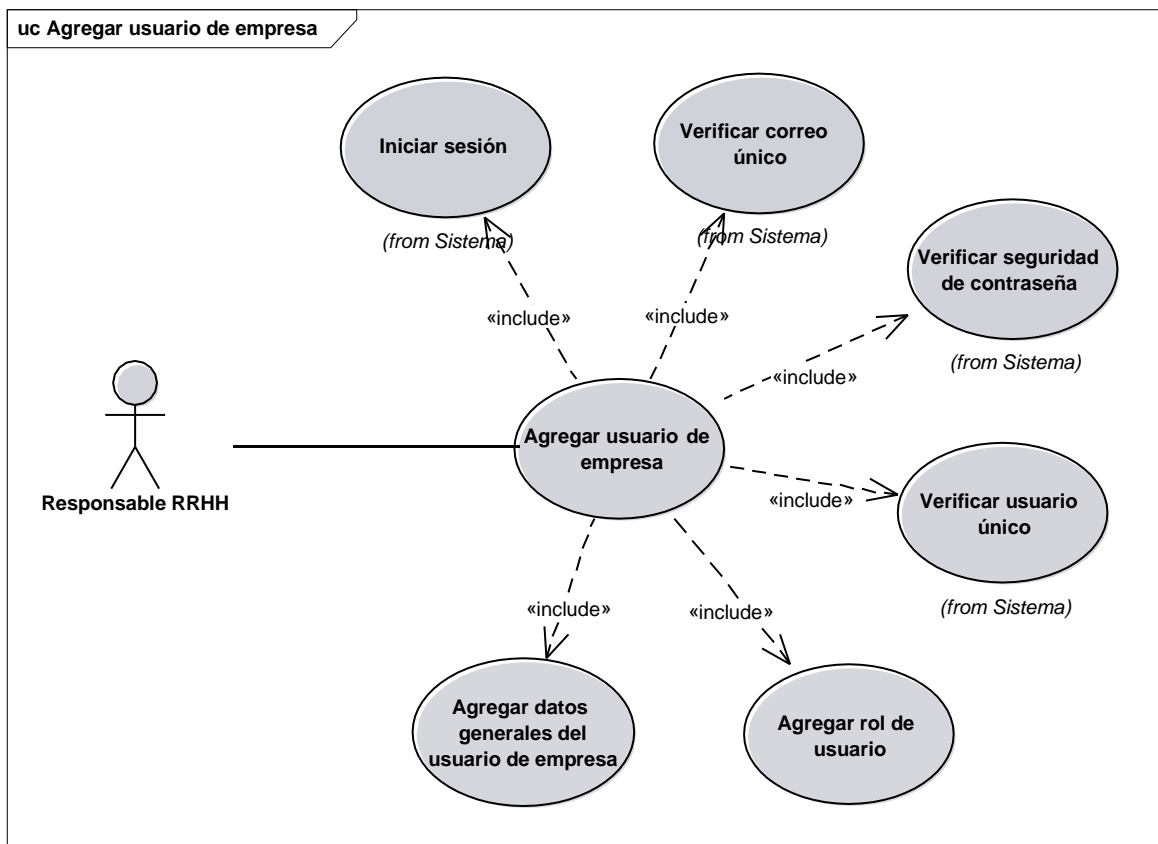 uc Agregar usuario de empresa
Iniciar sesión
(from Sistema)
Verificar correo
único
(from Sistema)
Verificar seguridad
de contraseña
(from Sistema)
«include»
«include»
«include»
Responsable RRHH
Agregar usuario de
empresa
«include»
Verificar usuario
único
(from Sistema)
«include»
«include»
Agregar datos
generales del
usuario de empresa
Agregar rol de
usuario